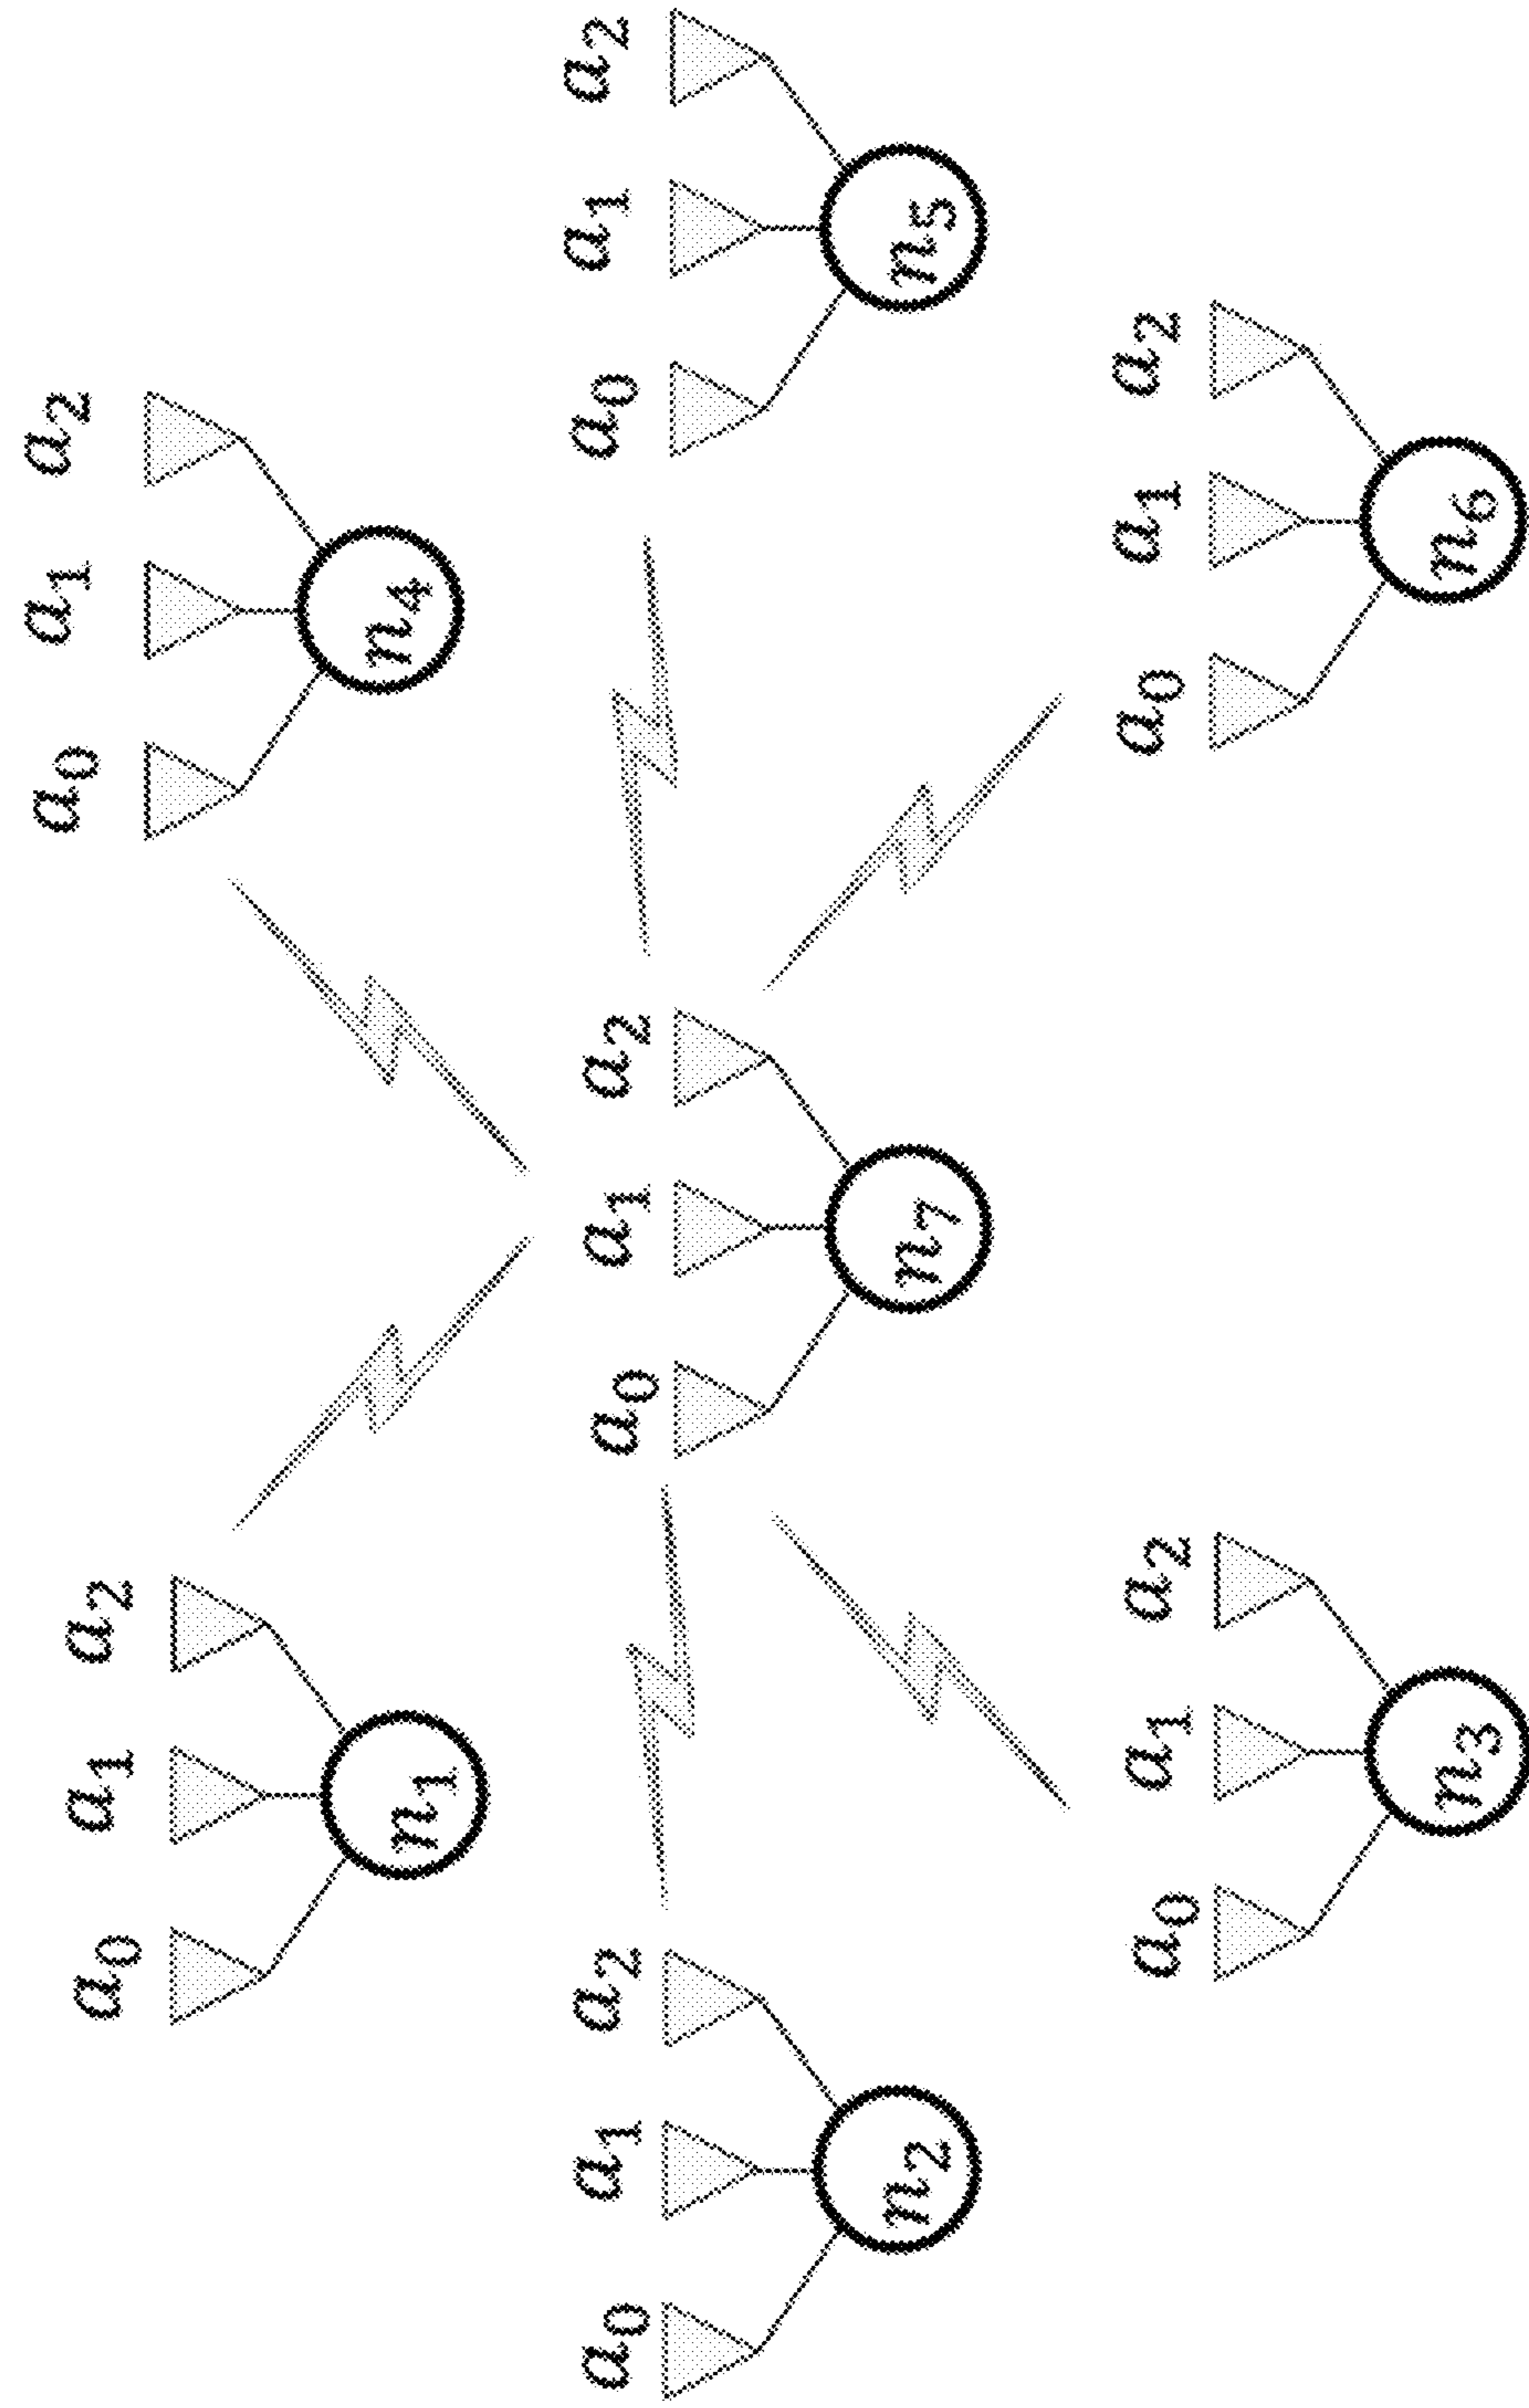 a₀ a₁ a₂
n₁
a₀ a₁ a₂
n₄
a₀ a₁ a₂
n₂
a₀ a₁ a₂
n₇
a₀ a₁ a₂
n₅
a₀ a₁ a₂
n₃
a₀ a₁ a₂
n₆